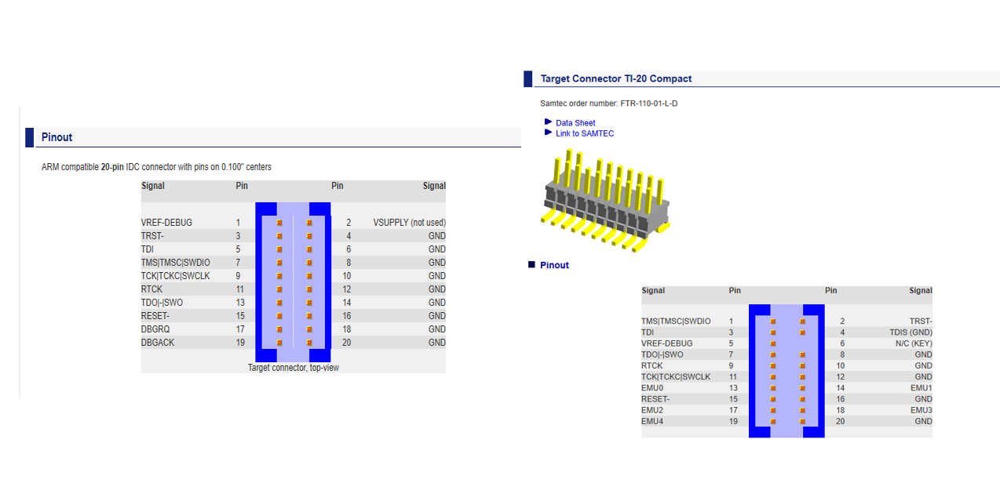 Pinout
ARM compatible 20-pin IDC connector with pins on 0.100" centers
Signal Pin Pin Signal
VREF-DEBUG 1 2 VSUPPLY (not used)
TRST- 3 4 GND
TDI 5 6 GND
TMS|TMSC|SWDIO 7 8 GND
TCK|TCKC|SWCLK 9 10 GND
RTCK 11 12 GND
TDO|-|SWO 13 14 GND
RESET- 15 16 GND
DBGRQ 17 18 GND
DBGACK 19 20 GND
Target connector, top-view
Target Connector TI-20 Compact
Samtec order number: FTR-110-01-L-D
Data Sheet
Link to SAMTEC
Pinout
Signal Pin Pin Signal
TMS|TMSC|SWDIO 1 2 TRST-
TDI 3 4 TDIS (GND)
VREF-DEBUG 5 6 N/C (KEY)
TDO|-|SWO 7 8 GND
RTCK 9 10 GND
TCK|TCKC|SWCLK 11 12 GND
EMU0 13 14 EMU1
RESET- 15 16 GND
EMU2 17 18 EMU3
EMU4 19 20 GND